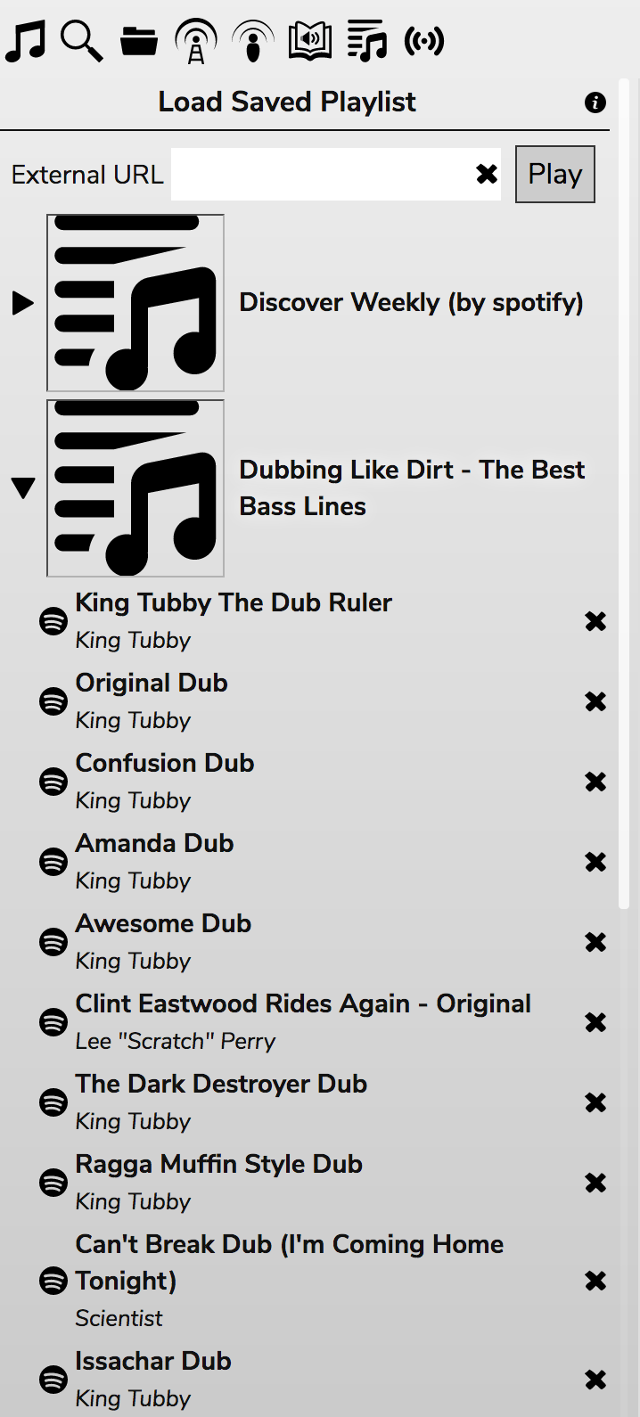 Load Saved Playlist
External URL
Play
Discover Weekly (by spotify)
Dubbing Like Dirt - The Best
Bass Lines
King Tubby The Dub Ruler
King Tubby
Original Dub
King Tubby
Confusion Dub
King Tubby
Amanda Dub
King Tubby
Awesome Dub
King Tubby
Clint Eastwood Rides Again - Original
Lee "Scratch" Perry
The Dark Destroyer Dub
King Tubby
Ragga Muffin Style Dub
King Tubby
Can't Break Dub (I'm Coming Home
Tonight)
Scientist
Issachar Dub
King Tubby